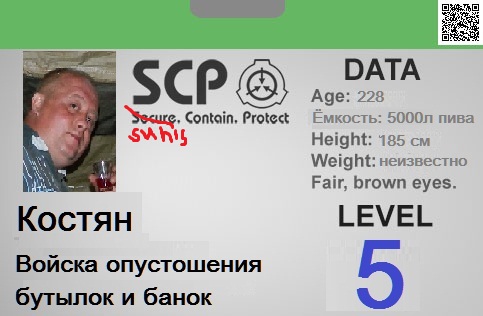 SCP
Secure. Contain. Protect
sunis
DATA
Age: 228
Ёмкость: 5000л пива
Height: 185 см
Weight: неизвестно
Fair, brown eyes.
Костян
Войска опустошения
бутылок и банок
LEVEL
5